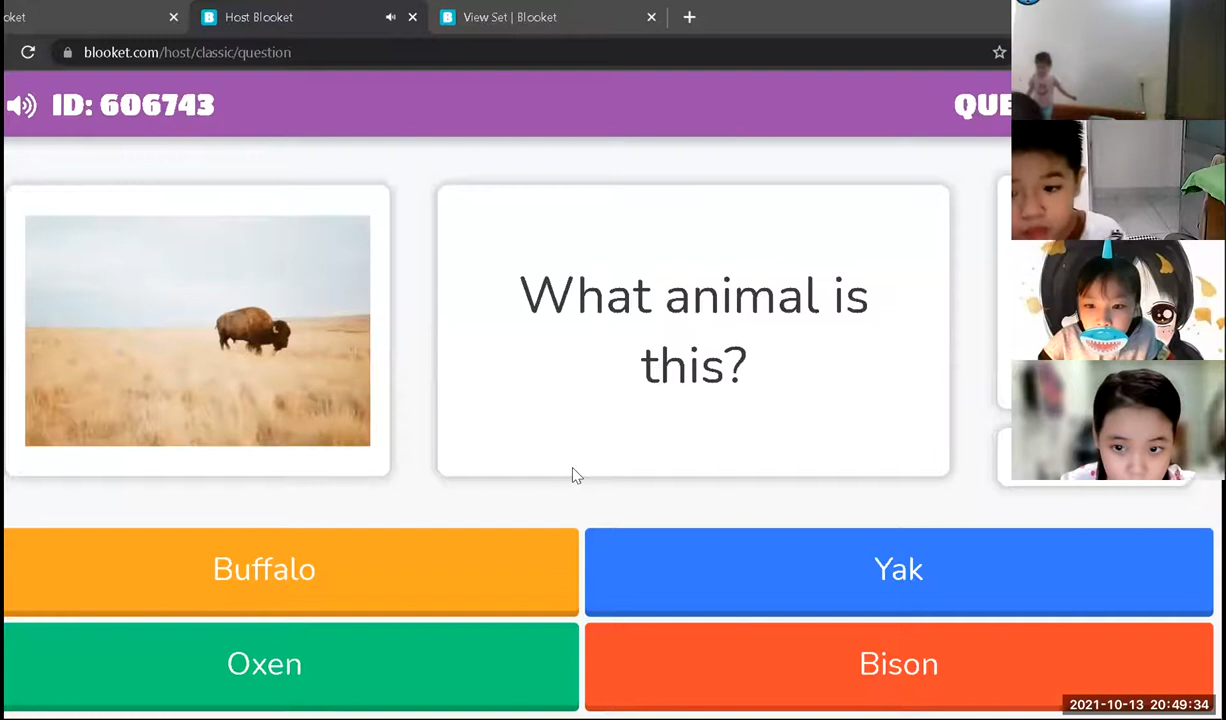 ooket
Host Blooket
View Set | Blooket
blooket.com/host/classic/question
ID: 606743
QUE
What animal is
this?
Buffalo
Yak
Oxen
Bison
2021-10-13 20:49:34